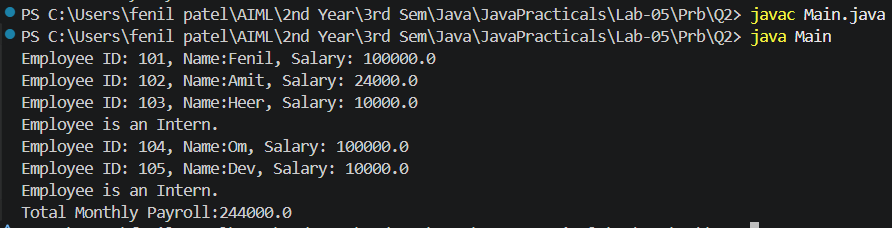 PS C:\Users\fenil patel\AIML\2nd Year\3rd Sem\Java\JavaPracticals\Lab-05\Prb\Q2> javac Main.java
PS C:\Users\fenil patel\AIML\2nd Year\3rd Sem\Java\JavaPracticals\Lab-05\Prb\Q2> java Main
Employee ID: 101, Name:Fenil, Salary: 100000.0
Employee ID: 102, Name:Amit, Salary: 24000.0
Employee ID: 103, Name:Heer, Salary: 10000.0
Employee is an Intern.
Employee ID: 104, Name:Om, Salary: 100000.0
Employee ID: 105, Name:Dev, Salary: 10000.0
Employee is an Intern.
Total Monthly Payroll:244000.0